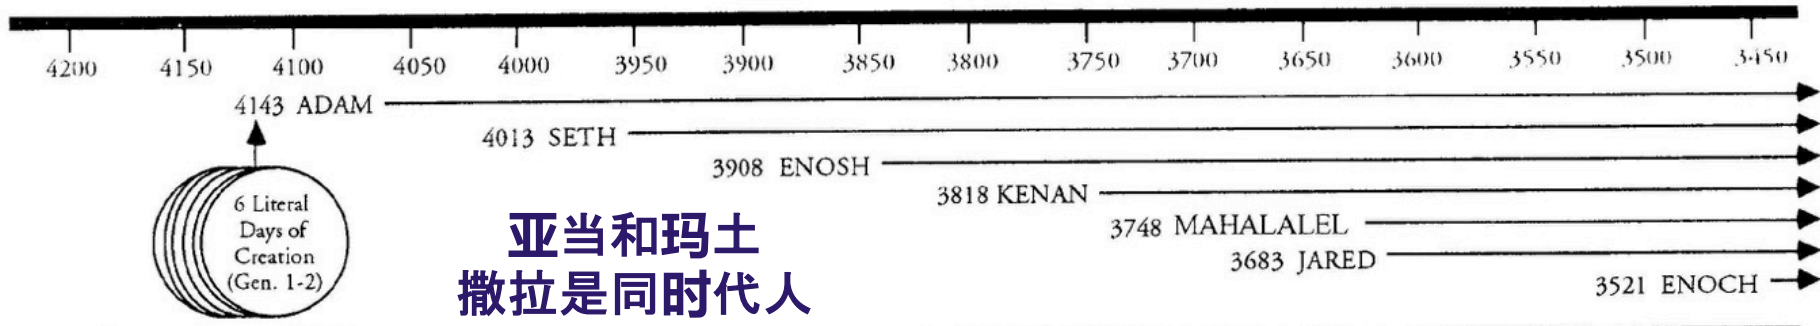 4200 4150 4100 4050 4000 3950 3900 3850 3800 3750 3700 3650 3600 3550 3500 3450
4143 ADAM
4013 SETH
3908 ENOSH
3818 KENAN
3748 MAHALALEL
3683 JARED
3521 ENOCH
6 Literal
Days of
Creation
(Gen. 1-2)
亚当和玛土
撒拉是同时代人